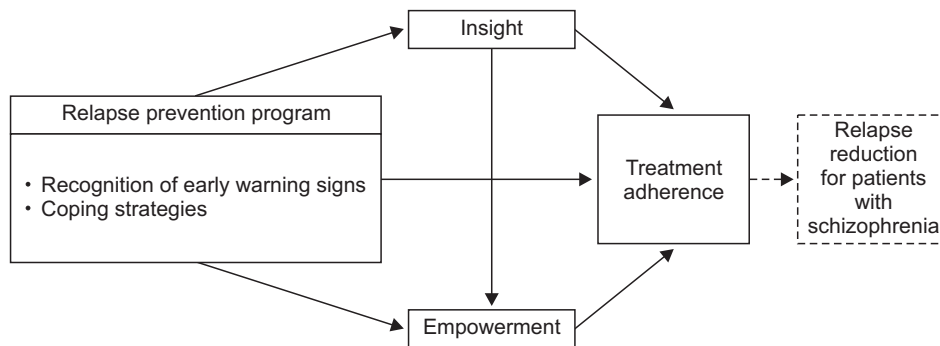 Insight
Relapse prevention program
• Recognition of early warning signs
• Coping strategies
Treatment
adherence
Relapse
reduction
for patients
with
schizophrenia
Empowerment